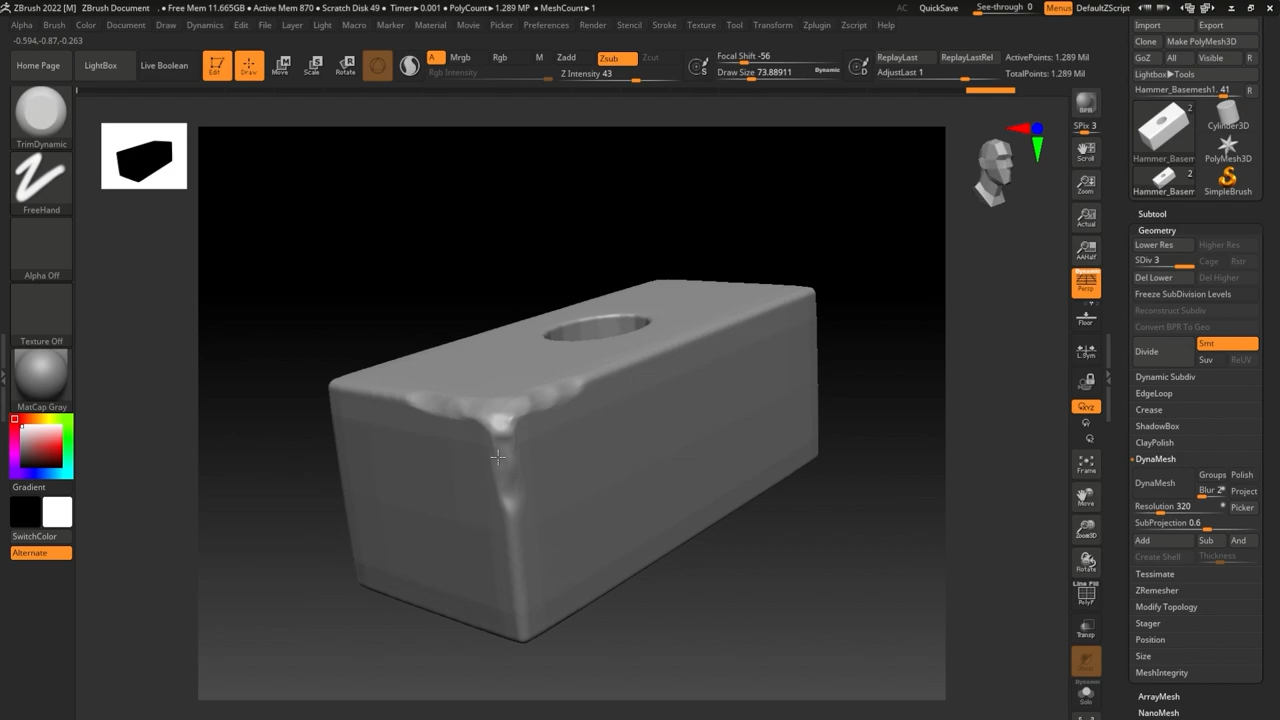 ZBrush 2022 [M]   ZBrush Document   , • Free Mem 11.665GB • Active Mem 870 • Scratch Disk 49 • Timer▶0.001 • PolyCount▶1.289 MP • MeshCount▶1   AC   QuickSave   See-through 0   Menus   DefaultZScript
Alpha Brush Color Document Draw Dynamics Edit File Layer Light Macro Marker Material Movie Picker Preferences Render Stencil Stroke Texture Tool Transform Zplugin Zscript Help
-0.594,-0.87,-0.263
Home Page
LightBox
Live Boolean
Edit
Draw
Move
Scale
Rotate
A
Mrgb
Rgb
M
Zadd
Zsub
Zcut
Rgb Intensity
Z Intensity 43
S
Focal Shift -56
Draw Size 73.88911
Dynamic
D
ReplayLast
ReplayLastRel
AdjustLast 1
ActivePoints: 1.289 Mil
TotalPoints: 1.289 Mil
TrimDynamic
FreeHand
Alpha Off
Texture Off
MatCap Gray
Gradient
SwitchColor
Alternate
BPR
SPix 3
Scroll
Zoom
Actual
AAHalf
Dynamic
Persp
Floor
L.Sym
XYZ
Frame
Move
Zoom3D
Rotate
Line Fill
PolyF
Transp
Dynamic
Solo
Import Export
Clone Make PolyMesh3D
GoZ All Visible R
Lightbox▶Tools
Hammer_Basemesh1. 41 R
2
Hammer_Basem
Cylinder3D
PolyMesh3D
2
Hammer_Basem
SimpleBrush
Subtool
Geometry
Lower Res Higher Res
SDiv 3 Cage Rstr
Del Lower Del Higher
Freeze SubDivision Levels
Reconstruct Subdiv
Convert BPR To Geo
Divide
Smt
Suv ReUV
Dynamic Subdiv
EdgeLoop
Crease
ShadowBox
ClayPolish
DynaMesh
DynaMesh
Groups Polish
Blur 2 Project
Resolution 320 Picker
SubProjection 0.6
Add Sub And
Create Shell Thickness
Tessimate
ZRemesher
Modify Topology
Stager
Position
Size
MeshIntegrity
ArrayMesh
NanoMesh